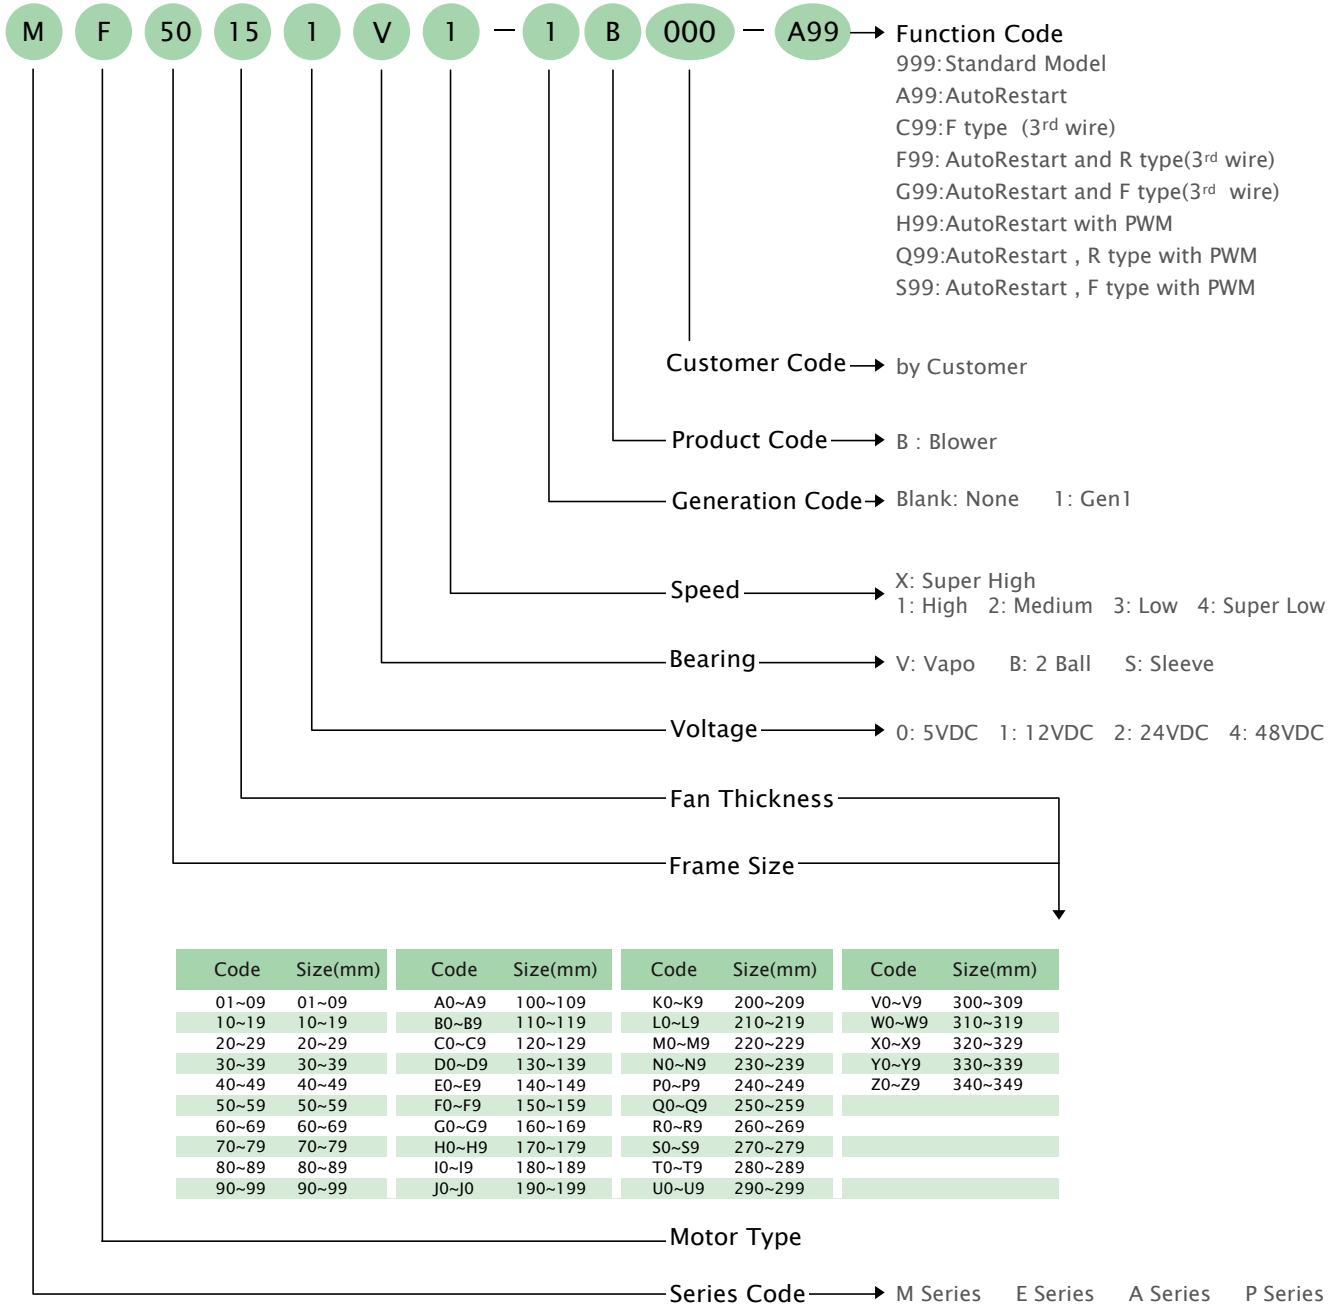 M F 50 15 1 V 1 — 1 B 000 — A99
Function Code
999:Standard Model
A99:AutoRestart
C99:F type (3rd wire)
F99: AutoRestart and R type(3rd wire)
G99:AutoRestart and F type(3rd wire)
H99:AutoRestart with PWM
Q99:AutoRestart , R type with PWM
S99: AutoRestart , F type with PWM
Customer Code by Customer
Product Code B : Blower
Generation Code Blank: None 1: Gen1
Speed X: Super High
1: High 2: Medium 3: Low 4: Super Low
Bearing V: Vapo B: 2 Ball S: Sleeve
Voltage 0: 5VDC 1: 12VDC 2: 24VDC 4: 48VDC
Fan Thickness
Frame Size
Code Size(mm) Code Size(mm) Code Size(mm) Code Size(mm)
01~09 01~09 A0~A9 100~109 K0~K9 200~209 V0~V9 300~309
10~19 10~19 B0~B9 110~119 L0~L9 210~219 W0~W9 310~319
20~29 20~29 C0~C9 120~129 M0~M9 220~229 X0~X9 320~329
30~39 30~39 D0~D9 130~139 N0~N9 230~239 Y0~Y9 330~339
40~49 40~49 E0~E9 140~149 P0~P9 240~249 Z0~Z9 340~349
50~59 50~59 F0~F9 150~159 Q0~Q9 250~259
60~69 60~69 G0~G9 160~169 R0~R9 260~269
70~79 70~79 H0~H9 170~179 S0~S9 270~279
80~89 80~89 I0~I9 180~189 T0~T9 280~289
90~99 90~99 J0~J0 190~199 U0~U9 290~299
Motor Type
Series Code M Series E Series A Series P Series